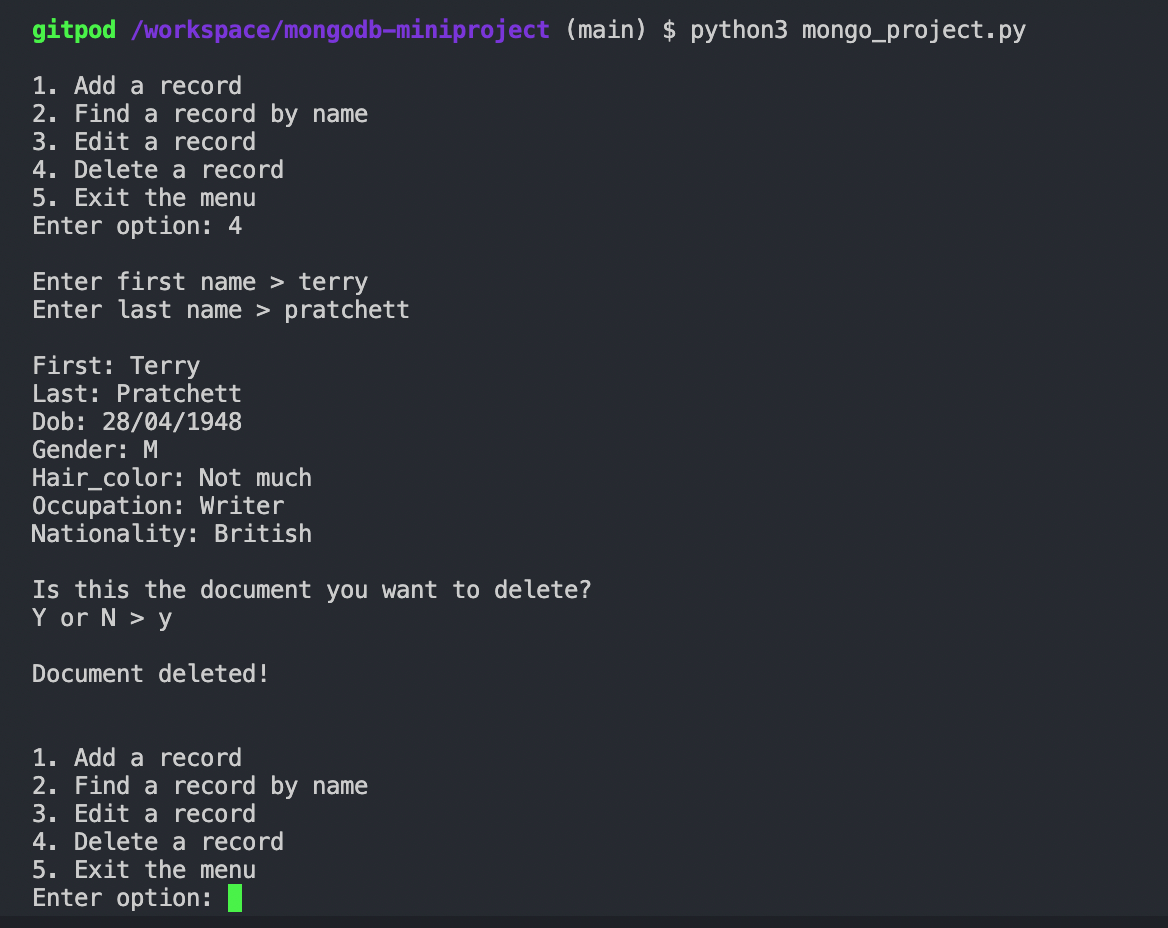 gitpod /workspace/mongodb-miniproject (main) $ python3 mongo_project.py
1. Add a record
2. Find a record by name
3. Edit a record
4. Delete a record
5. Exit the menu
Enter option: 4
Enter first name > terry
Enter last name > pratchett
First: Terry
Last: Pratchett
Dob: 28/04/1948
Gender: M
Hair_color: Not much
Occupation: Writer
Nationality: British
Is this the document you want to delete?
Y or N > y
Document deleted!
1. Add a record
2. Find a record by name
3. Edit a record
4. Delete a record
5. Exit the menu
Enter option: